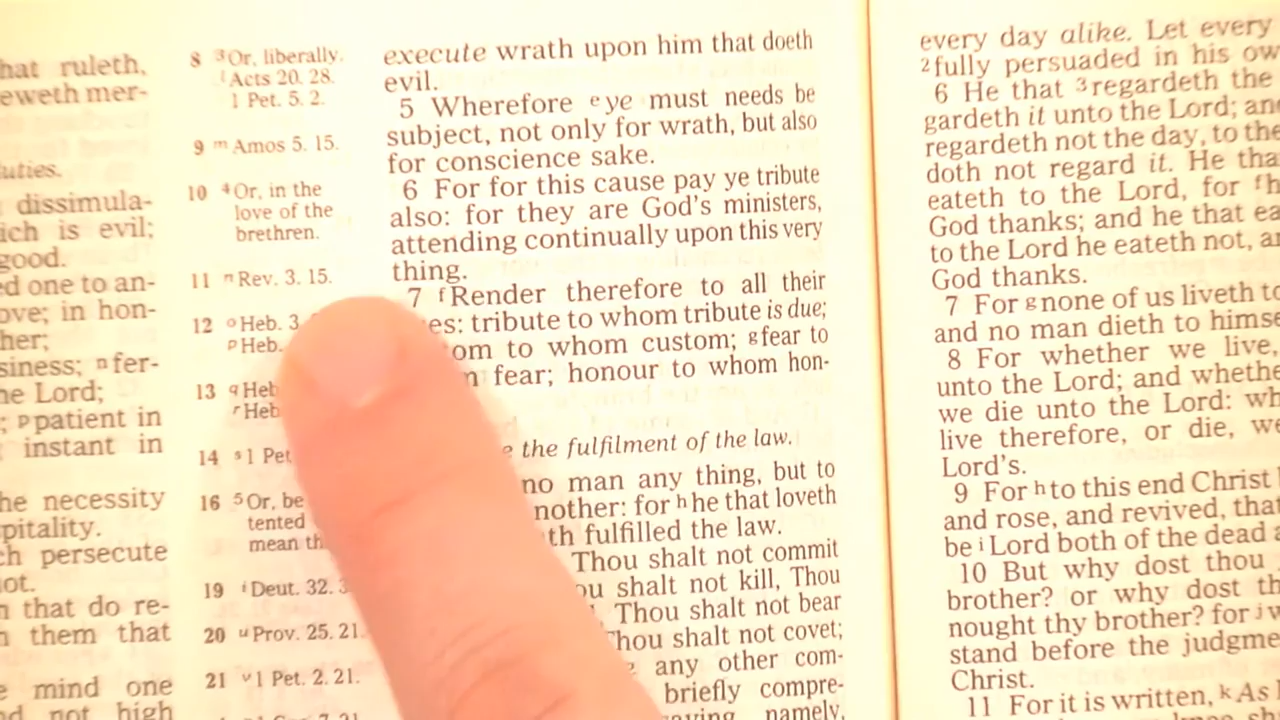 hat ruleth,
eweth mer-
uties.
dissimula-
ich is evil;
good.
ed one to an-
ove; in hon-
her;
siness; n fer-
he Lord;
; p patient in
instant in
he necessity
pitality.
ch persecute
ot.
n that do re-
n them that
e mind one
d not high
8 3 Or, liberally.
l Acts 20. 28.
1 Pet. 5. 2.
9 m Amos 5. 15.
10 4 Or, in the
love of the
brethren.
11 n Rev. 3. 15.
12 o Heb. 3
p Heb.
13 q Heb
r Heb
14 s 1 Pet
16 5 Or, be
tented
mean th
19 t Deut. 32. 3
20 u Prov. 25. 21.
21 v 1 Pet. 2. 21.
execute wrath upon him that doeth
evil.
5 Wherefore e ye must needs be
subject, not only for wrath, but also
for conscience sake.
6 For for this cause pay ye tribute
also: for they are God's ministers,
attending continually upon this very
thing.
7 f Render therefore to all their
es: tribute to whom tribute is due;
om to whom custom; g fear to
fear; honour to whom hon-
e the fulfilment of the law.
no man any thing, but to
nother: for h he that loveth
th fulfilled the law.
Thou shalt not commit
ou shalt not kill, Thou
Thou shalt not bear
Thou shalt not covet;
any other com-
briefly compre-
saying, namely,
every day alike. Let every
2 fully persuaded in his ow
6 He that 3 regardeth the
gardeth it unto the Lord; and
regardeth not the day, to the
doth not regard it. He tha
eateth to the Lord, for f h
God thanks; and he that ea
to the Lord he eateth not, an
God thanks.
7 For g none of us liveth to
and no man dieth to himse
8 For whether we live,
unto the Lord; and whethe
we die unto the Lord: wh
live therefore, or die, we
Lord's.
9 For h to this end Christ
and rose, and revived, that
be i Lord both of the dead a
10 But why dost thou
brother? or why dost th
nought thy brother? for j w
stand before the judgme
Christ.
11 For it is written, k As I